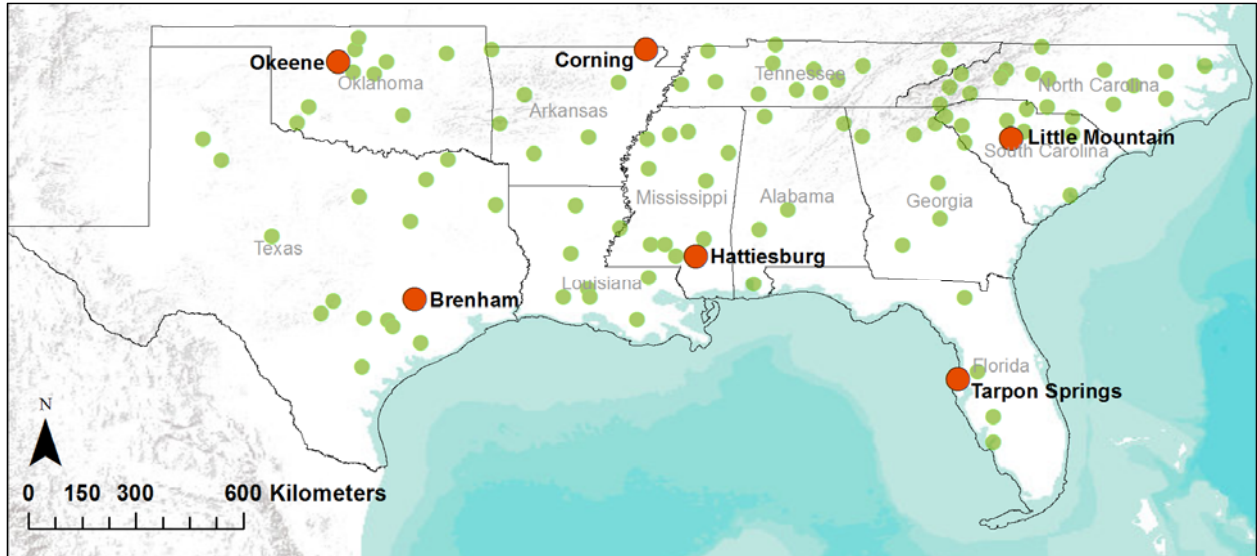 Okeene
Oklahoma
Corning
Arkansas
Tennessee
North Carolina
Little Mountain
South Carolina
Mississippi
Alabama
Georgia
Texas
Hattiesburg
Louisiana
Brenham
Florida
Tarpon Springs
N
0 150 300 600 Kilometers